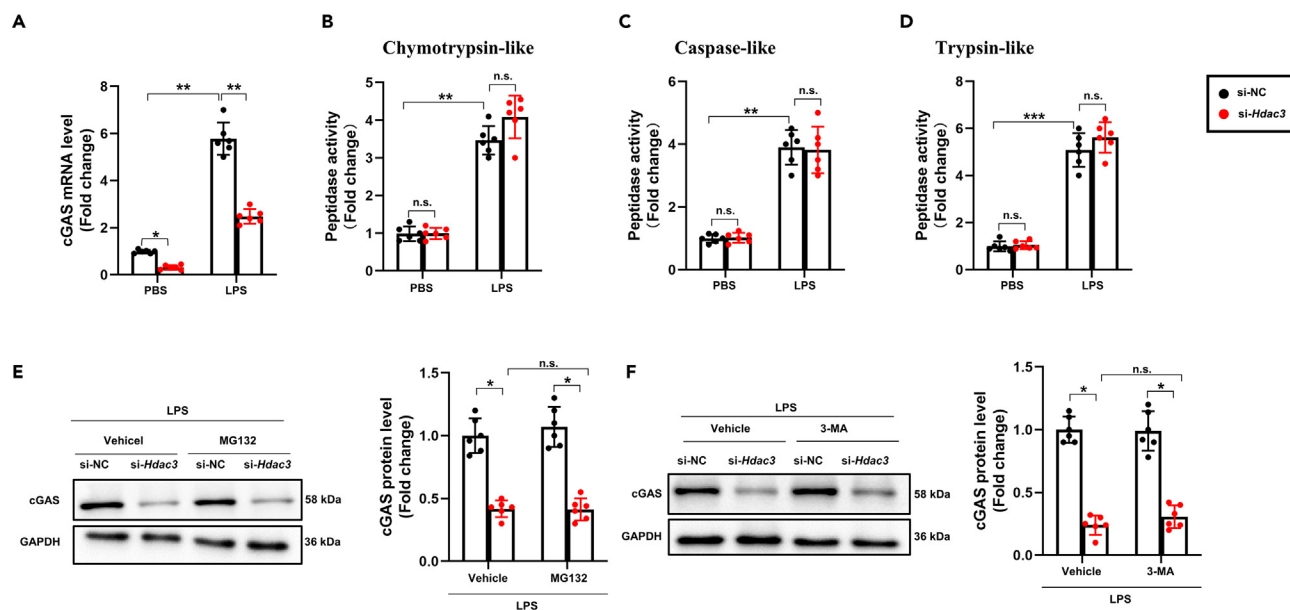 A
B
C
D
Chymotrypsin-like
Caspase-like
Trypsin-like
cGAS mRNA level
(Fold change)
8
6
4
2
0
**
**
*
PBS
LPS
Peptidase activity
(Fold change)
5
4
3
2
1
0
**
n.s.
n.s.
PBS
LPS
Peptidase activity
(Fold change)
6
4
2
0
**
n.s.
n.s.
PBS
LPS
Peptidase activity
(Fold change)
8
6
4
2
0
***
n.s.
n.s.
PBS
LPS
si-NC
si-Hdac3
E
LPS
Vehicel
MG132
si-NC
si-Hdac3
si-NC
si-Hdac3
cGAS
58 kDa
GAPDH
36 kDa
cGAS protein level
(Fold change)
1.5
1.0
0.5
0.0
n.s.
*
*
Vehicle
MG132
LPS
F
LPS
Vehicle
3-MA
si-NC
si-Hdac3
si-NC
si-Hdac3
cGAS
58 kDa
GAPDH
36 kDa
cGAS protein level
(Fold change)
1.5
1.0
0.5
0.0
n.s.
*
*
Vehicle
3-MA
LPS